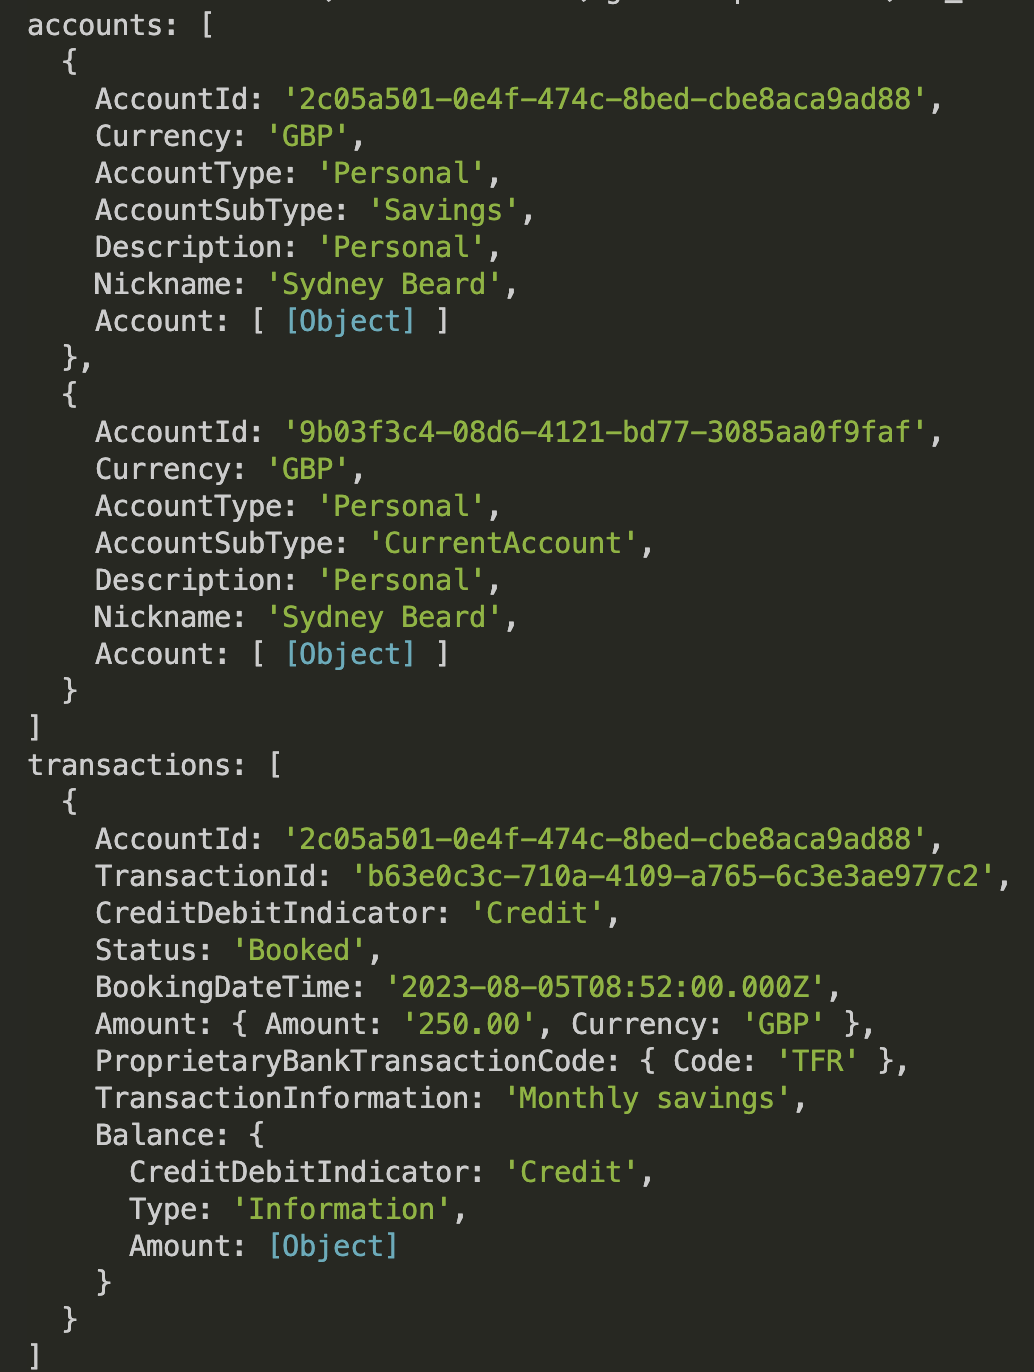 accounts: [
  {
    AccountId: '2c05a501-0e4f-474c-8bed-cbe8aca9ad88',
    Currency: 'GBP',
    AccountType: 'Personal',
    AccountSubType: 'Savings',
    Description: 'Personal',
    Nickname: 'Sydney Beard',
    Account: [ [Object] ]
  },
  {
    AccountId: '9b03f3c4-08d6-4121-bd77-3085aa0f9faf',
    Currency: 'GBP',
    AccountType: 'Personal',
    AccountSubType: 'CurrentAccount',
    Description: 'Personal',
    Nickname: 'Sydney Beard',
    Account: [ [Object] ]
  }
]
transactions: [
  {
    AccountId: '2c05a501-0e4f-474c-8bed-cbe8aca9ad88',
    TransactionId: 'b63e0c3c-710a-4109-a765-6c3e3ae977c2',
    CreditDebitIndicator: 'Credit',
    Status: 'Booked',
    BookingDateTime: '2023-08-05T08:52:00.000Z',
    Amount: { Amount: '250.00', Currency: 'GBP' },
    ProprietaryBankTransactionCode: { Code: 'TFR' },
    TransactionInformation: 'Monthly savings',
    Balance: {
      CreditDebitIndicator: 'Credit',
      Type: 'Information',
      Amount: [Object]
    }
  }
]